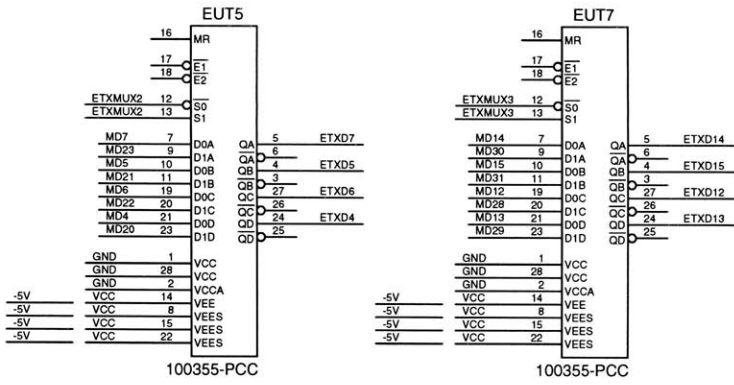 EUT5
16 MR
17 E1
18 E2
ETXMUX2 12 S0
ETXMUX2 13 S1
MD7 7 D0A QA 5 ETXD7
MD23 9 D1A QA 6
MD5 10 D0B QB 4 ETXD5
MD21 11 D1B QB 3
MD6 19 D0C QC 27 ETXD6
MD22 20 D1C QC 26
MD4 21 D0D QD 24 ETXD4
MD20 23 D1D QD 25
GND 1 VCC
GND 28 VCC
GND 2 VCCA
-5V VCC 14 VEE
-5V VCC 8 VEES
-5V VCC 15 VEES
-5V VCC 22 VEES
100355-PCC
EUT7
16 MR
17 E1
18 E2
ETXMUX3 12 S0
ETXMUX3 13 S1
MD14 7 D0A QA 5 ETXD14
MD30 9 D1A QA 6
MD15 10 D0B QB 4 ETXD15
MD31 11 D1B QB 3
MD12 19 D0C QC 27 ETXD12
MD28 20 D1C QC 26
MD13 21 D0D QD 24 ETXD13
MD29 23 D1D QD 25
GND 1 VCC
GND 28 VCC
GND 2 VCCA
-5V VCC 14 VEE
-5V VCC 8 VEES
-5V VCC 15 VEES
-5V VCC 22 VEES
100355-PCC